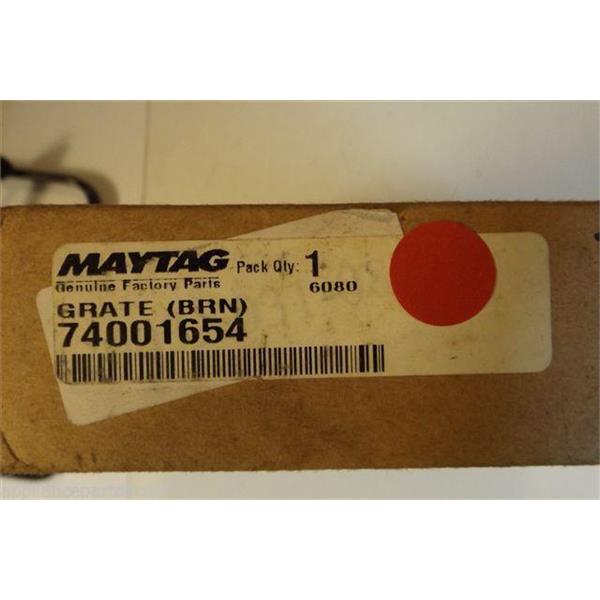 MAYTAG Pack Qty: 1
Genuine Factory Parts 6080
GRATE (BRN)
74001654